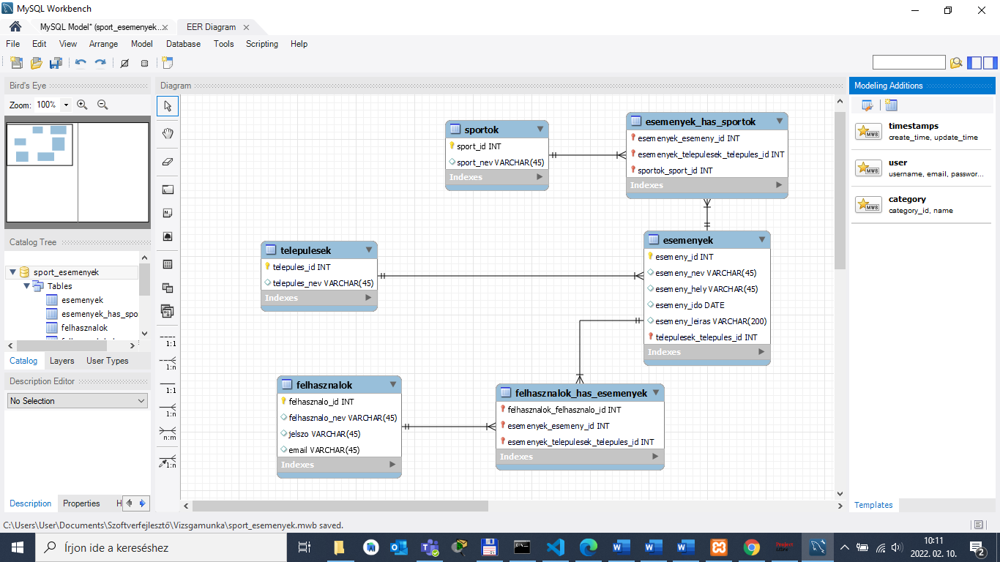 MySQL Workbench
MySQL Model* (sport_esemenyek...
EER Diagram
File Edit View Arrange Model Database Tools Scripting Help
Bird's Eye
Zoom: 100%
Catalog Tree
sport_esemenyek
Tables
esemenyek
esemenyek_has_spo
felhasznalok
Catalog Layers User Types
Description Editor
No Selection
Description Properties H
Diagram
1:1
1:n
1:1
1:n
n:m
1:n
sportok
sport_id INT
sport_nev VARCHAR(45)
Indexes
esemenyek_has_sportok
esemenyek_esemeny_id INT
esemenyek_telepulesek_telepules_id INT
sportok_sport_id INT
Indexes
telepulesek
telepules_id INT
telepules_nev VARCHAR(45)
Indexes
esemenyek
esemeny_id INT
esemeny_nev VARCHAR(45)
esemeny_hely VARCHAR(45)
esemeny_ido DATE
esemeny_leiras VARCHAR(200)
telepulesek_telepules_id INT
Indexes
felhasznalok
felhasznalo_id INT
felhasznalo_nev VARCHAR(45)
jelszo VARCHAR(45)
email VARCHAR(45)
Indexes
felhasznalok_has_esemenyek
felhasznalok_felhasznalo_id INT
esemenyek_esemeny_id INT
esemenyek_telepulesek_telepules_id INT
Indexes
Modeling Additions
timestamps
create_time, update_time
user
username, email, passwor...
category
category_id, name
Templates
C:\Users\User\Documents\Szoftverfejlesztő\Vizsgamunka\sport_esemenyek.mwb saved.
Írjon ide a kereséshez
10:11
2022. 02. 10.
2